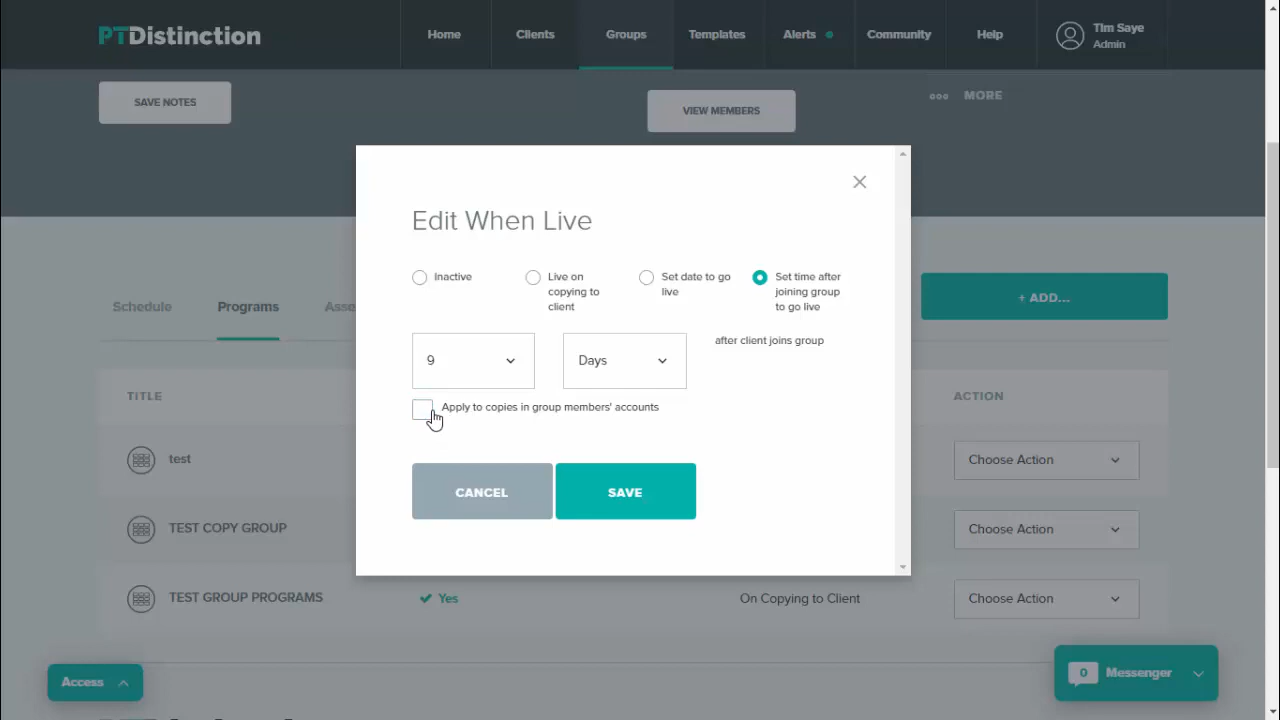 PTDistinction
Home
Clients
Groups
Templates
Alerts
Community
Help
Tim Saye
Admin
SAVE NOTES
VIEW MEMBERS
MORE
Edit When Live
Inactive
Live on
copying to
client
Set date to go
live
Set time after
joining group
to go live
Schedule
Programs
+ ADD...
9
Days
after client joins group
Apply to copies in group members' accounts
TITLE
ACTION
test
Choose Action
CANCEL
SAVE
TEST COPY GROUP
Choose Action
TEST GROUP PROGRAMS
Yes
On Copying to Client
Choose Action
Access
0
Messenger